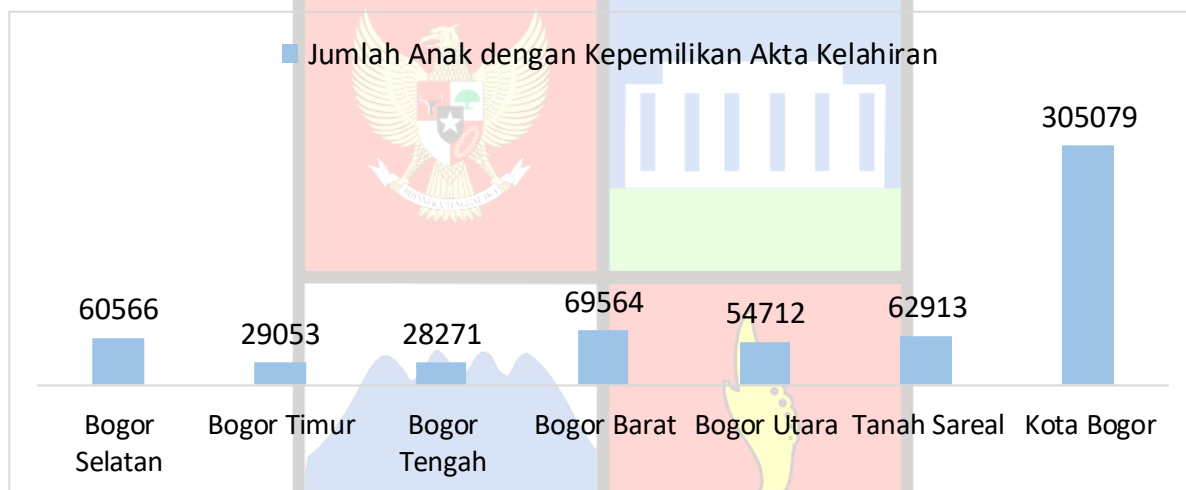 Jumlah Anak dengan Kepemilikan Akta Kelahiran
305079
60566
29053
28271
69564
54712
62913
Bogor Selatan
Bogor Timur
Bogor Tengah
Bogor Barat
Bogor Utara
Tanah Sareal
Kota Bogor